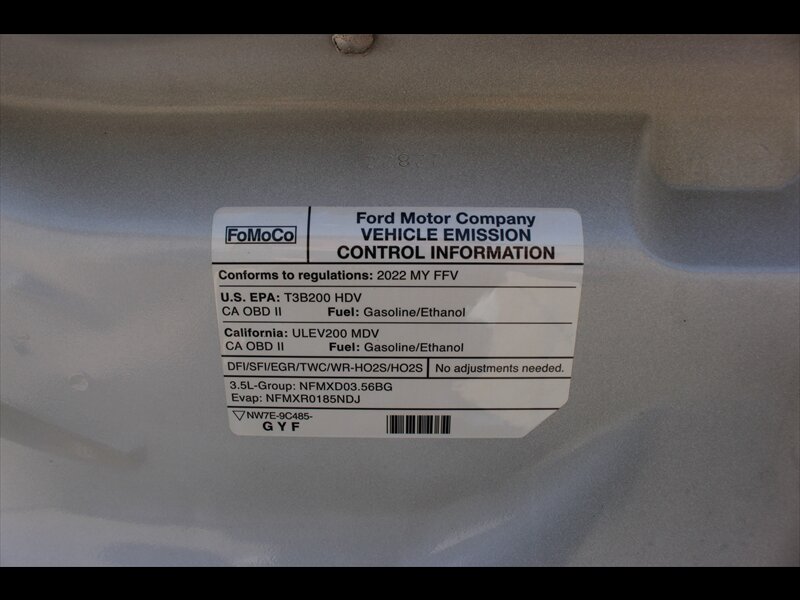 FoMoCo
Ford Motor Company
VEHICLE EMISSION
CONTROL INFORMATION
Conforms to regulations: 2022 MY FFV
U.S. EPA: T3B200 HDV
CA OBD II Fuel: Gasoline/Ethanol
California: ULEV200 MDV
CA OBD II Fuel: Gasoline/Ethanol
DFI/SFI/EGR/TWC/WR-HO2S/HO2S No adjustments needed.
3.5L-Group: NFMXD03.56BG
Evap: NFMXR0185NDJ
NW7E-9C485-
G Y F